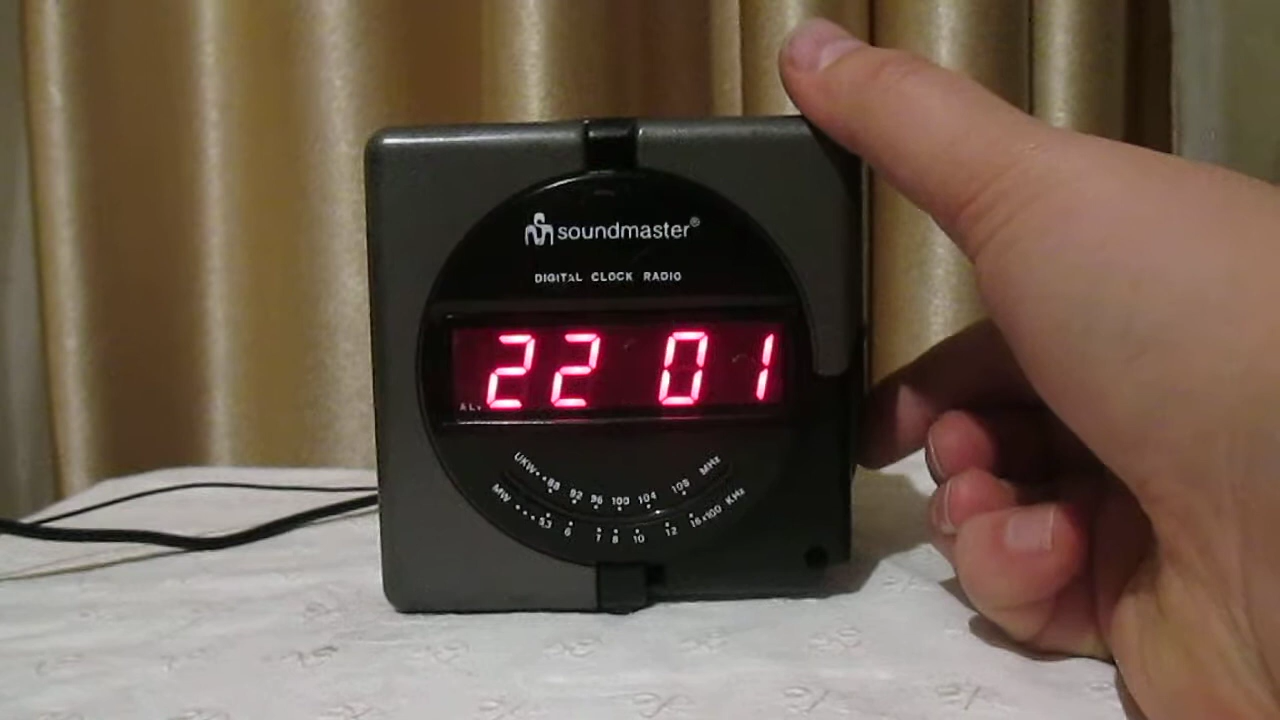 soundmaster®
DIGITAL CLOCK RADIO
22 01
AL
UKW 88 92 96 100 104 108 MHz
MW 53 6 7 8 10 12 16x100 KHz